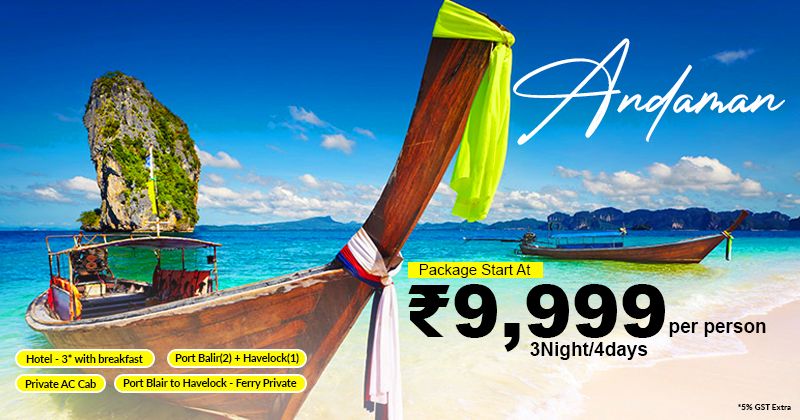 Andaman
Package Start At
₹9,999 per person
3Night/4days
Hotel - 3* with breakfast
Port Balir(2) + Havelock(1)
Private AC Cab
Port Blair to Havelock - Ferry Private
*5% GST Extra